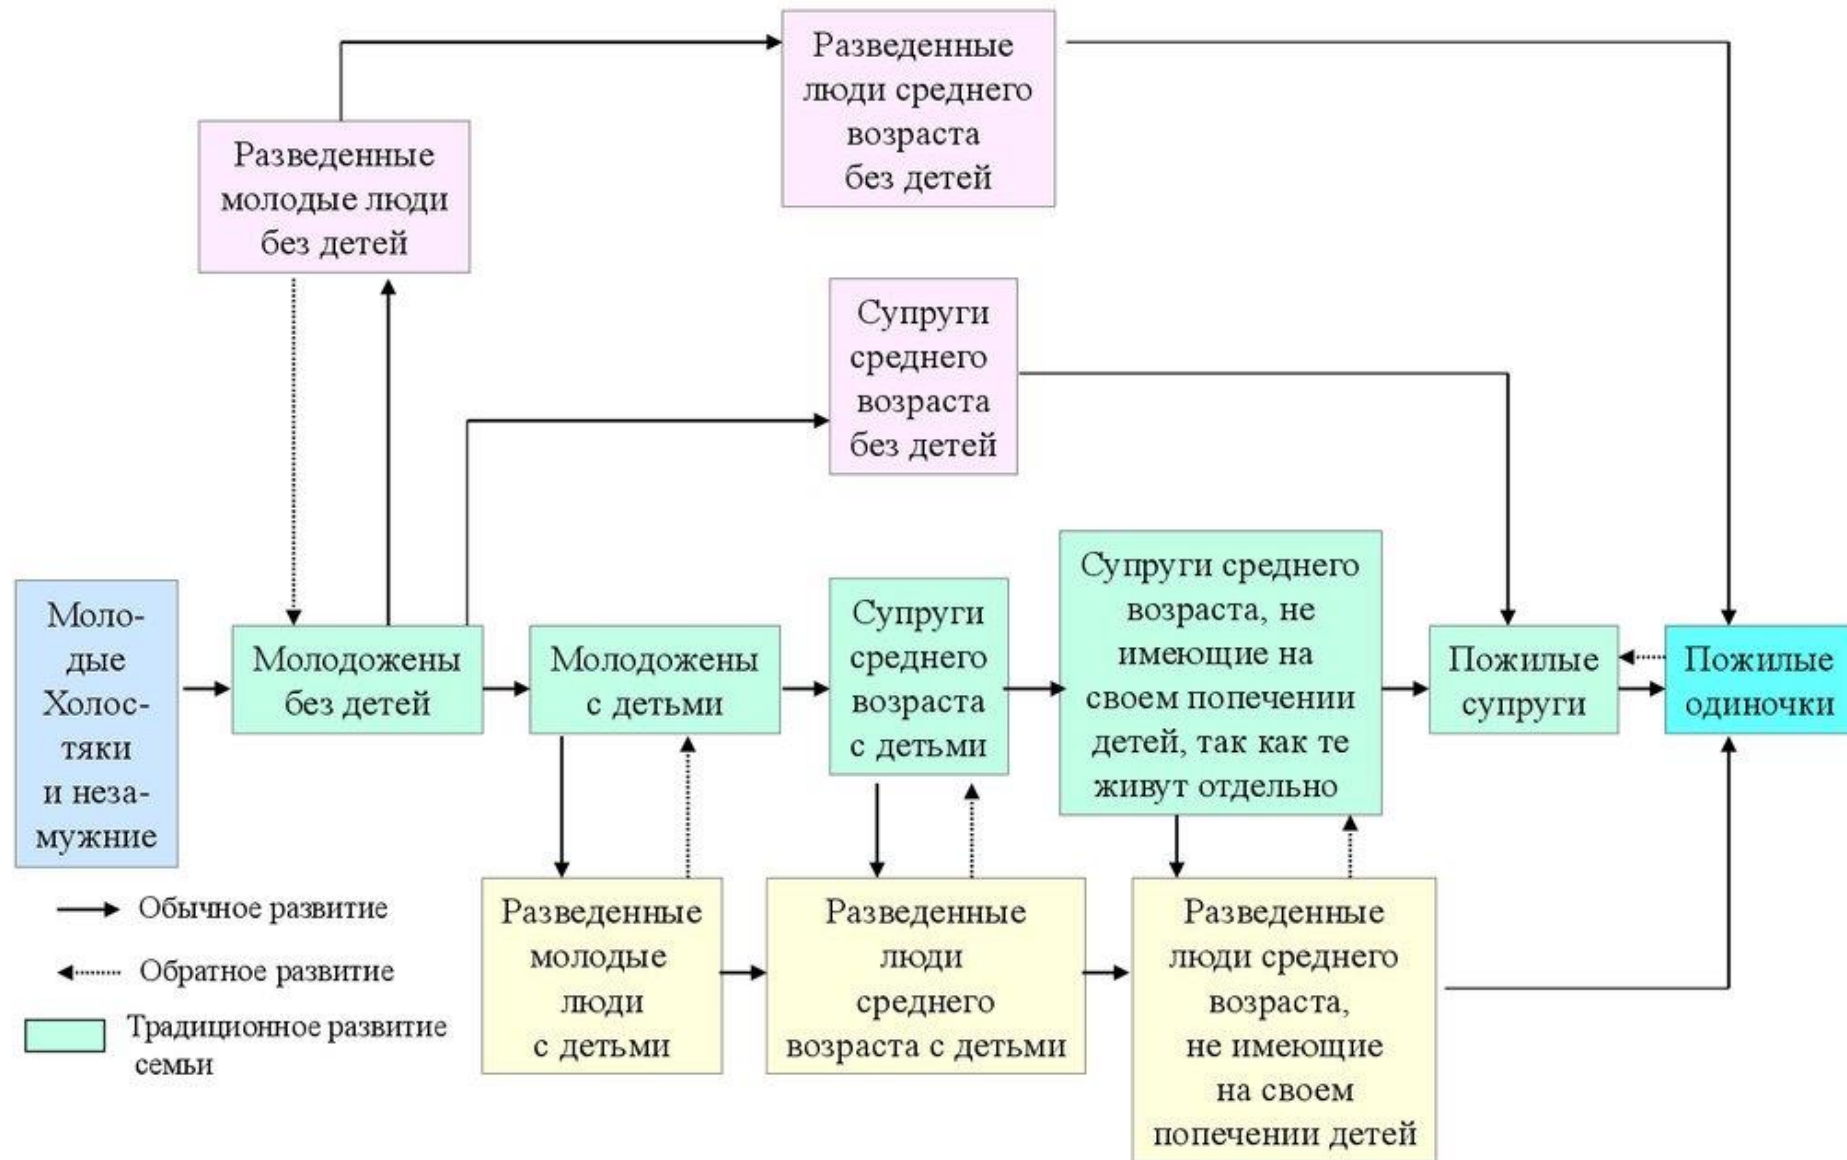 Разведенные
люди среднего
возраста
без детей
Разведенные
молодые люди
без детей
Супруги
среднего
возраста
без детей
Моло-
дые
Холос-
тяки
и неза-
мужние
Молодожены
без детей
Молодожены
с детьми
Супруги
среднего
возраста
с детьми
Супруги среднего
возраста, не
имеющие на
своем попечении
детей, так как те
живут отдельно
Пожилые
супруги
Пожилые
одиночки
Разведенные
молодые
люди
с детьми
Разведенные
люди
среднего
возраста с детьми
Разведенные
люди среднего
возраста,
не имеющие
на своем
попечении детей
Обычное развитие
Обратное развитие
Традиционное развитие
семьи